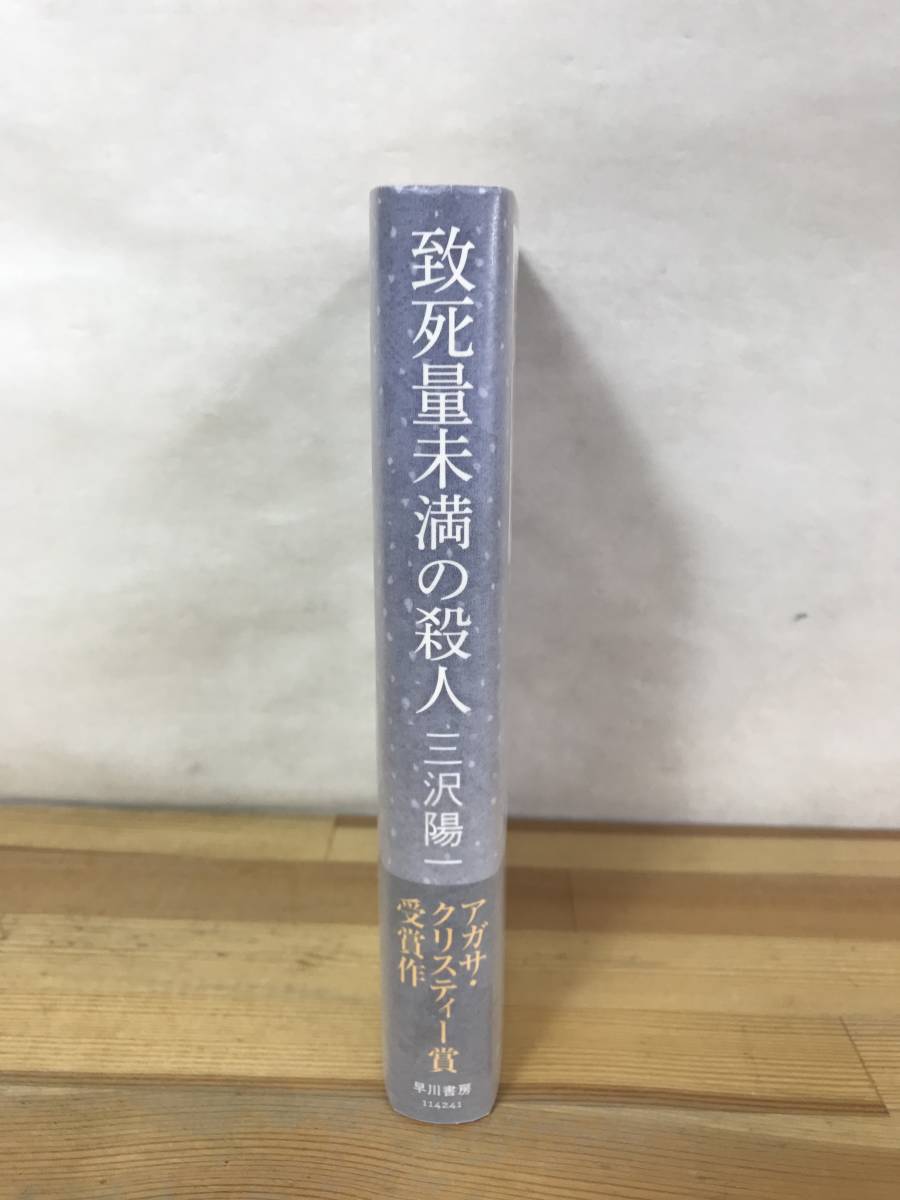 致死量未満の殺人
三沢陽一
アガサ・
クリスティー賞
受賞作
早川書房
114241